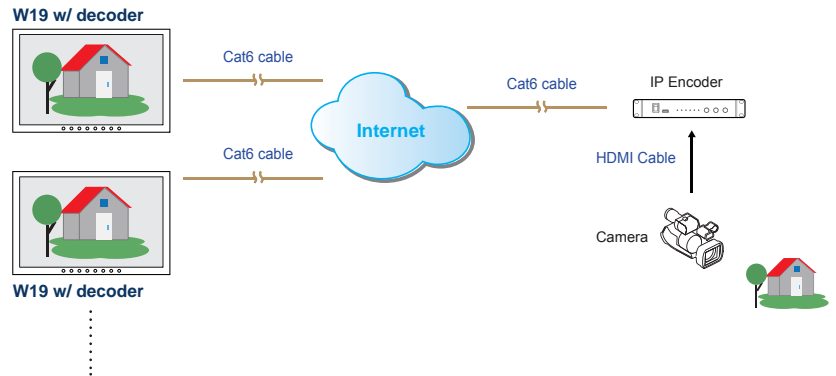 W19 w/ decoder
Cat6 cable
Cat6 cable
IP Encoder
Internet
Cat6 cable
HDMI Cable
Camera
W19 w/ decoder